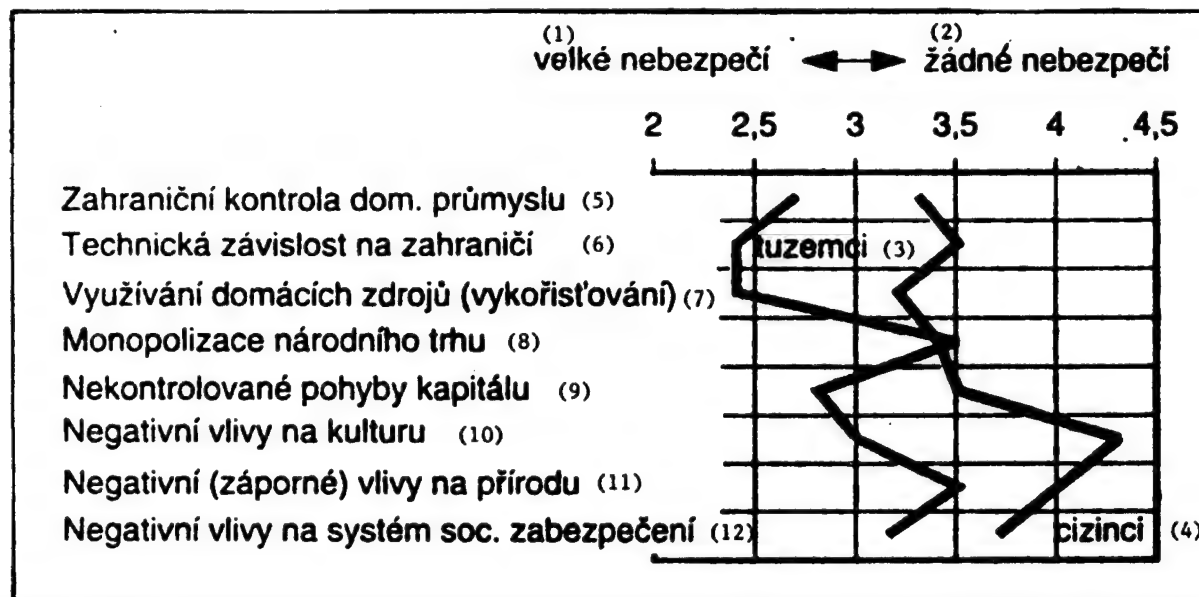 (1) (2)
velké nebezpečí žádné nebezpečí
2 2,5 3 3,5 4 4,5
Zahraniční kontrola dom. průmyslu (5)
Technická závislost na zahraničí (6) tuzemci (3)
Využívání domácích zdrojů (vykořisťování) (7)
Monopolizace národního trhu (8)
Nekontrolované pohyby kapitálu (9)
Negativní vlivy na kulturu (10)
Negativní (záporné) vlivy na přírodu (11)
Negativní vlivy na systém soc. zabezpečení (12) cizinci (4)